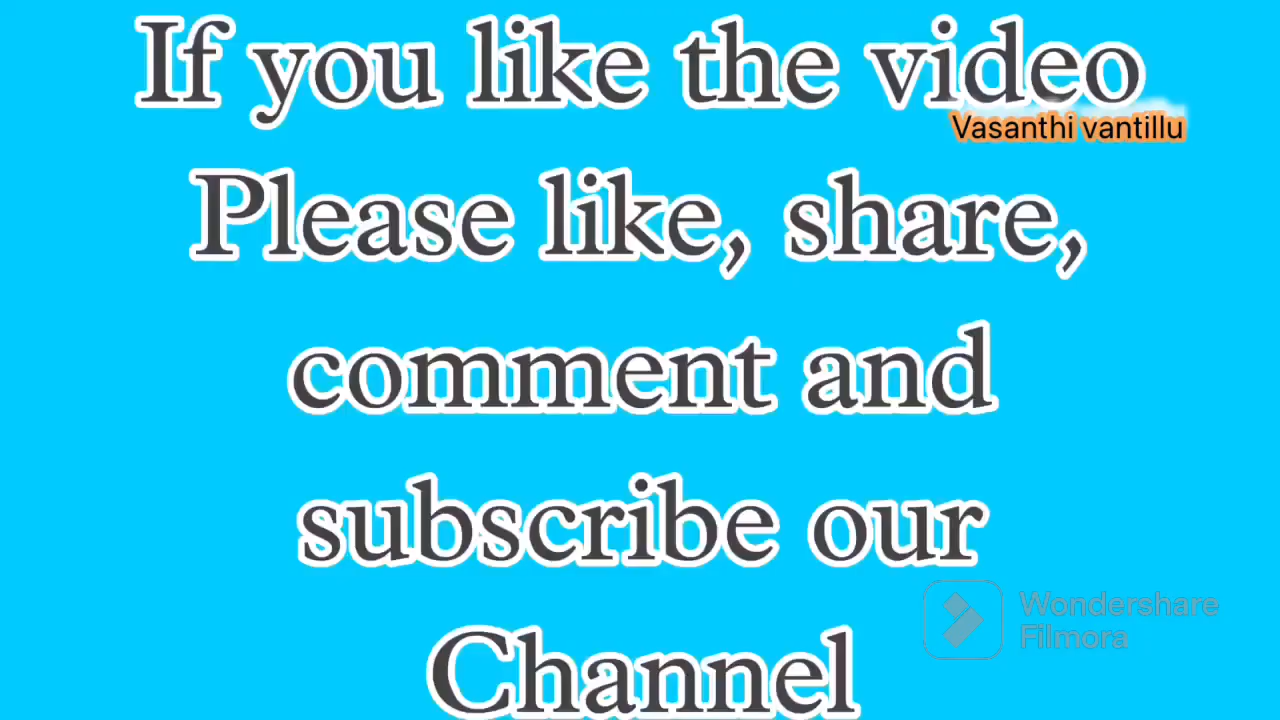 If you like the video
Vasanthi vantillu
Please like, share,
comment and
subscribe our
Wondershare
Filmora
Channel